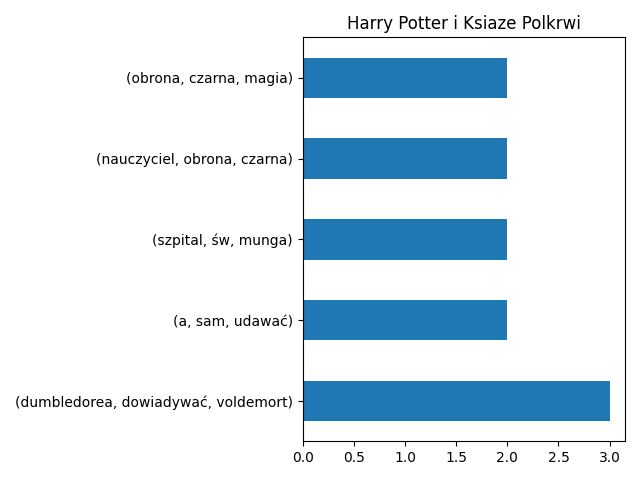 Harry Potter i Ksiaze Polkrwi
(obrona, czarna, magia)
(nauczyciel, obrona, czarna)
(szpital, św, munga)
(a, sam, udawać)
(dumbledorea, dowiadywać, voldemort)
0.0 0.5 1.0 1.5 2.0 2.5 3.0